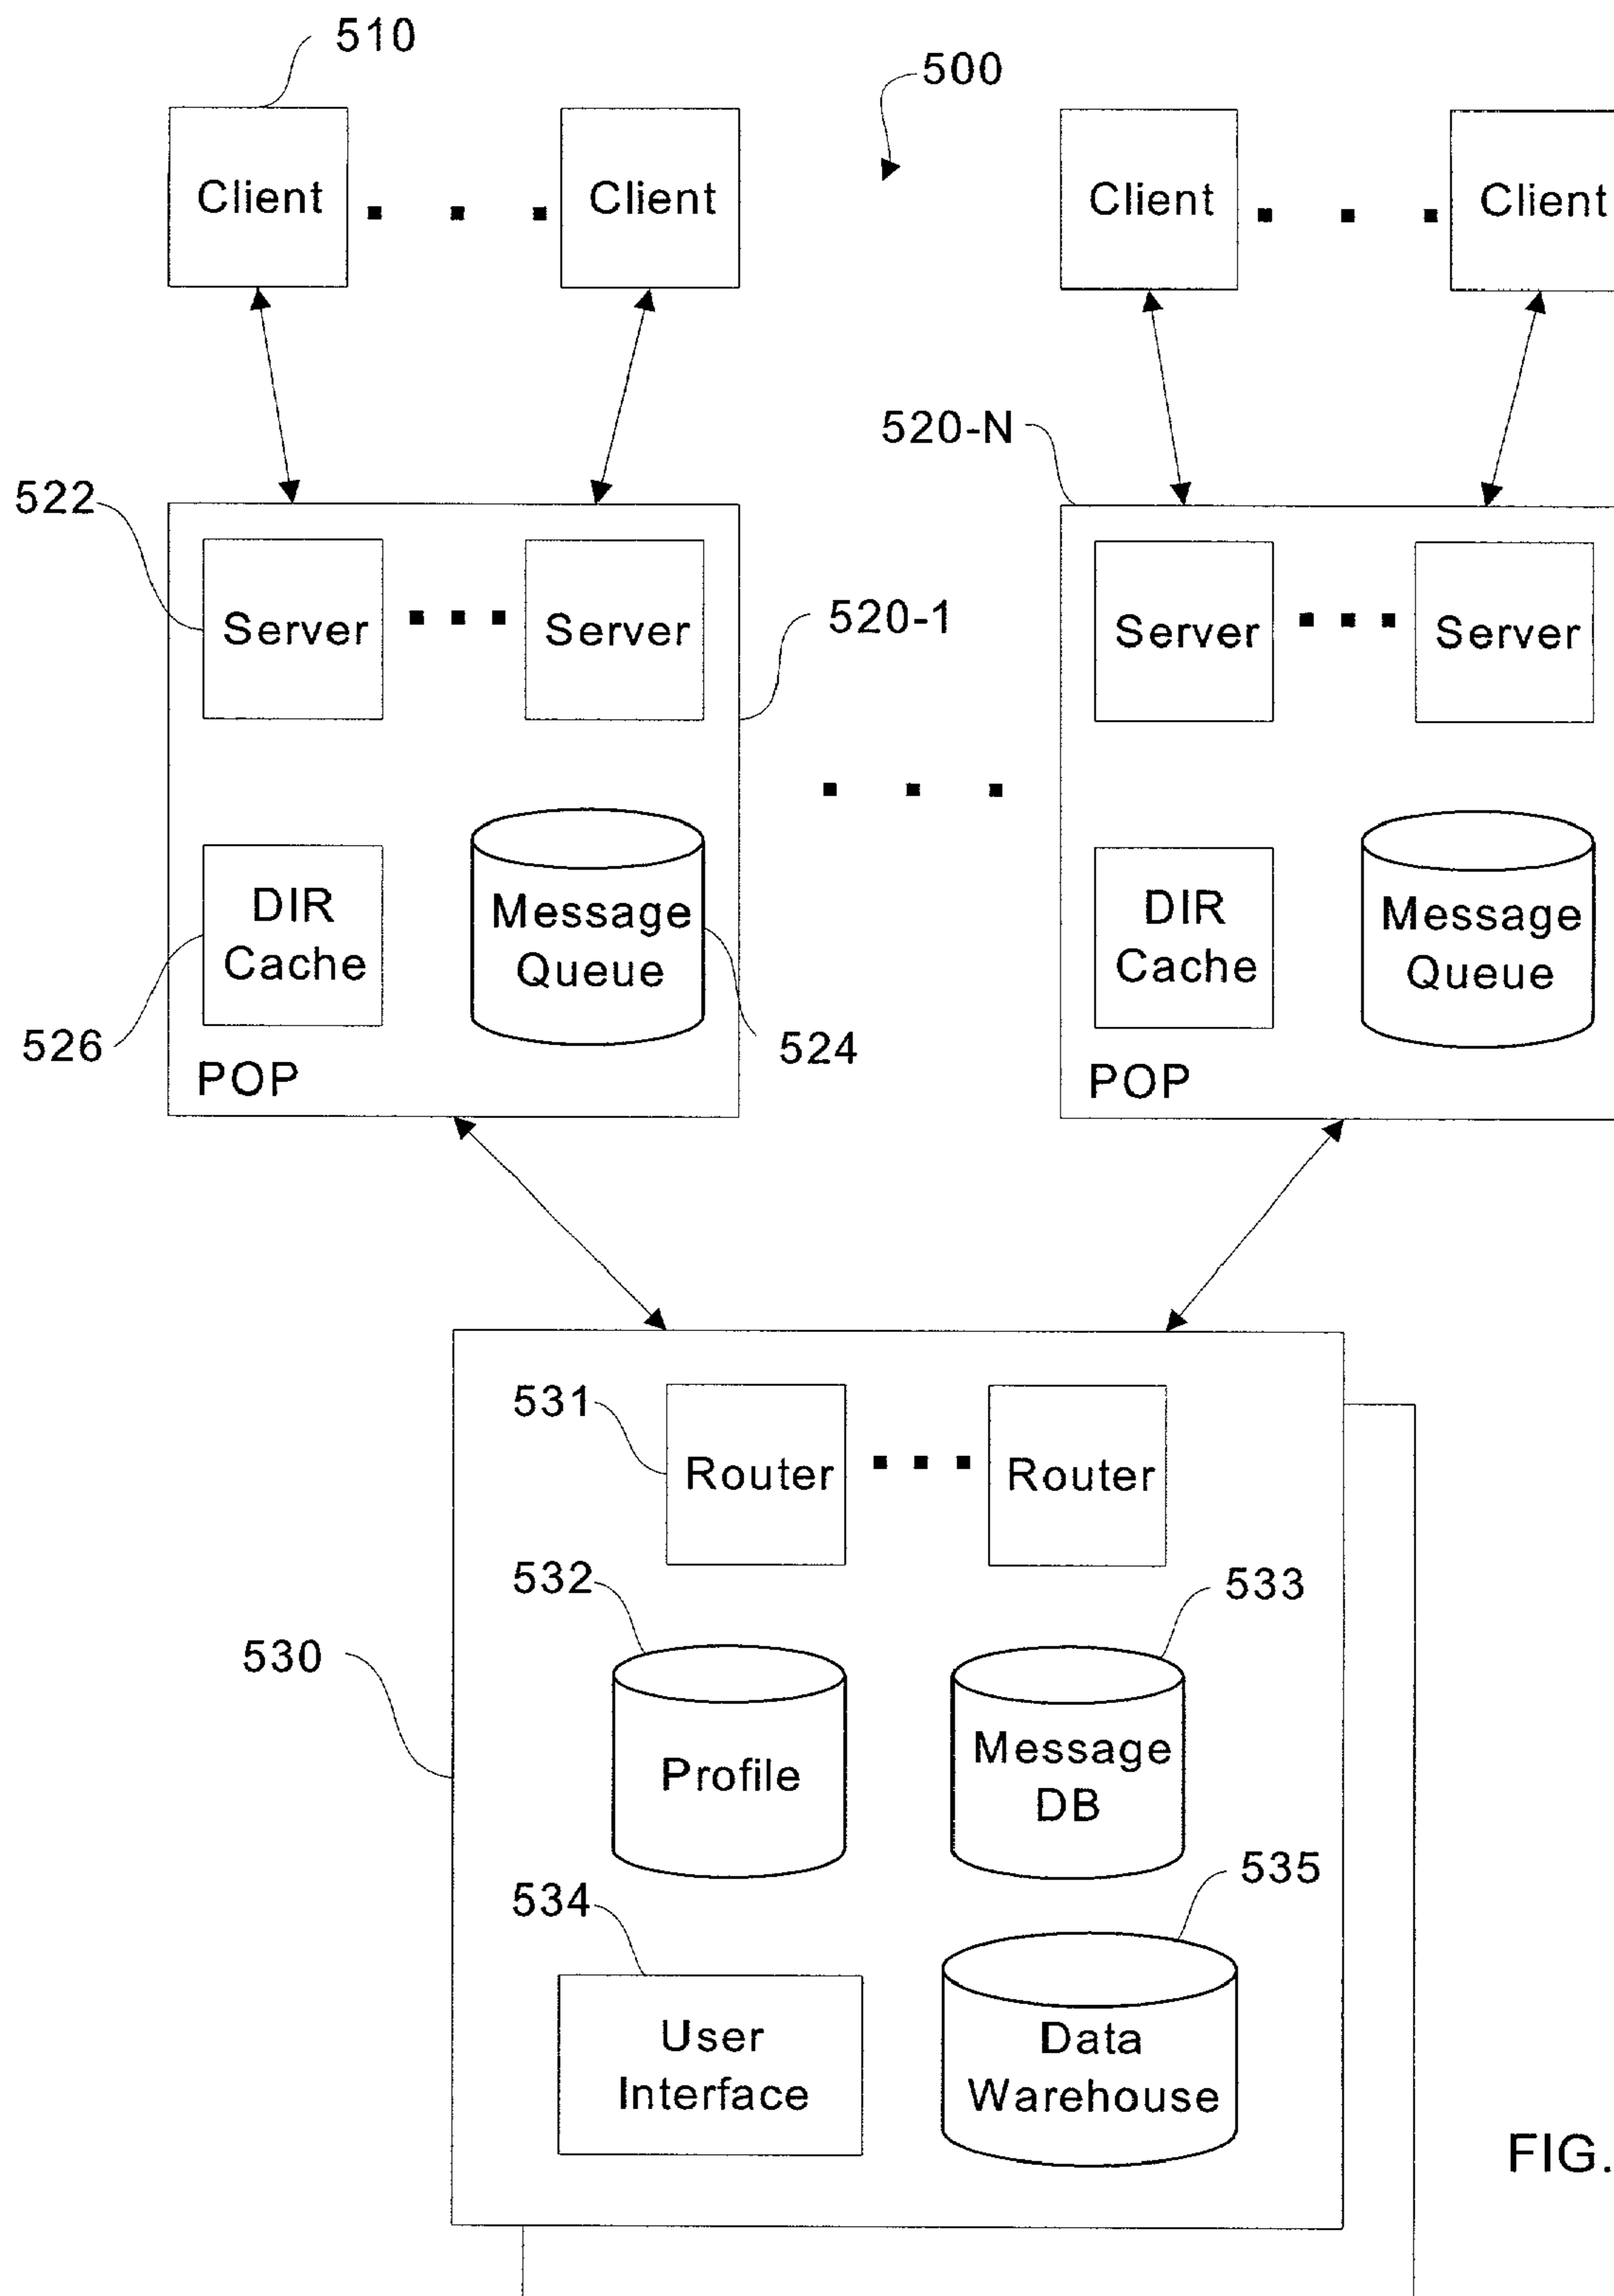 510
500
Client
Client
Client
Client
520-N
522
Server
Server
520-1
Server
Server
DIR
Cache
Message
Queue
DIR
Cache
Message
Queue
526
524
POP
POP
531
Router
Router
532
533
530
Profile
Message
DB
534
535
User
Interface
Data
Warehouse
FIG.